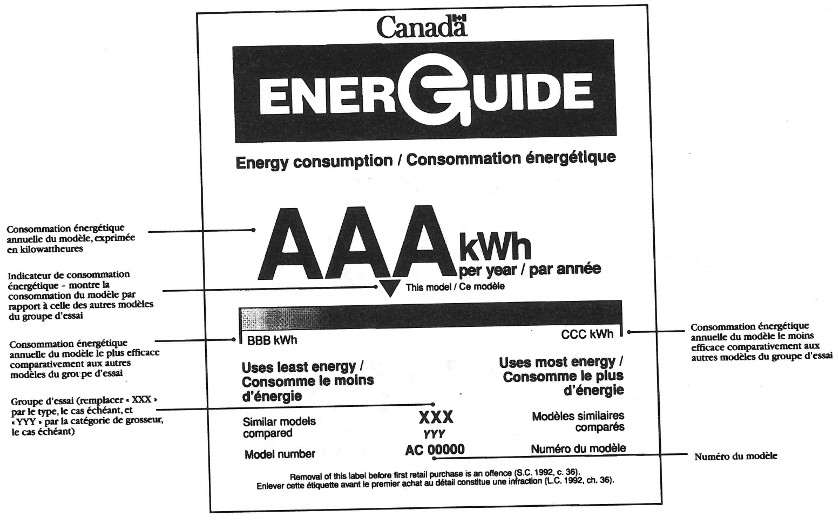 Canada
ENERGUIDE
Energy consumption / Consommation énergétique
Consommation énergétique
annuelle du modèle, exprimée
en kilowattheures
AAA kWh
per year / par année
Indicateur de consommation
énergétique - montre la
consommation du modèle par
rapport à celle des autres modèles
du groupe d'essai
This model / Ce modèle
Consommation énergétique
annuelle du modèle le plus efficace
comparativement aux autres
modèles du groupe d'essai
BBB kWh
CCC kWh
Consommation énergétique
annuelle du modèle le moins
efficace comparativement aux
autres modèles du groupe d'essai
Uses least energy /
Consomme le moins
d'énergie
Uses most energy /
Consomme le plus
d'énergie
Groupe d'essai (remplacer « XXX »
par le type, le cas échéant, et
« YYY » par la catégorie de grosseur,
le cas échéant)
Similar models
compared
XXX
YYY
Modèles similaires
comparés
Model number
AC 00000
Numéro du modèle
Numéro du modèle
Removal of this label before first retail purchase is an offence (S.C. 1992, c. 36).
Enlever cette étiquette avant le premier achat au détail constitue une infraction (L.C. 1992, ch. 36).